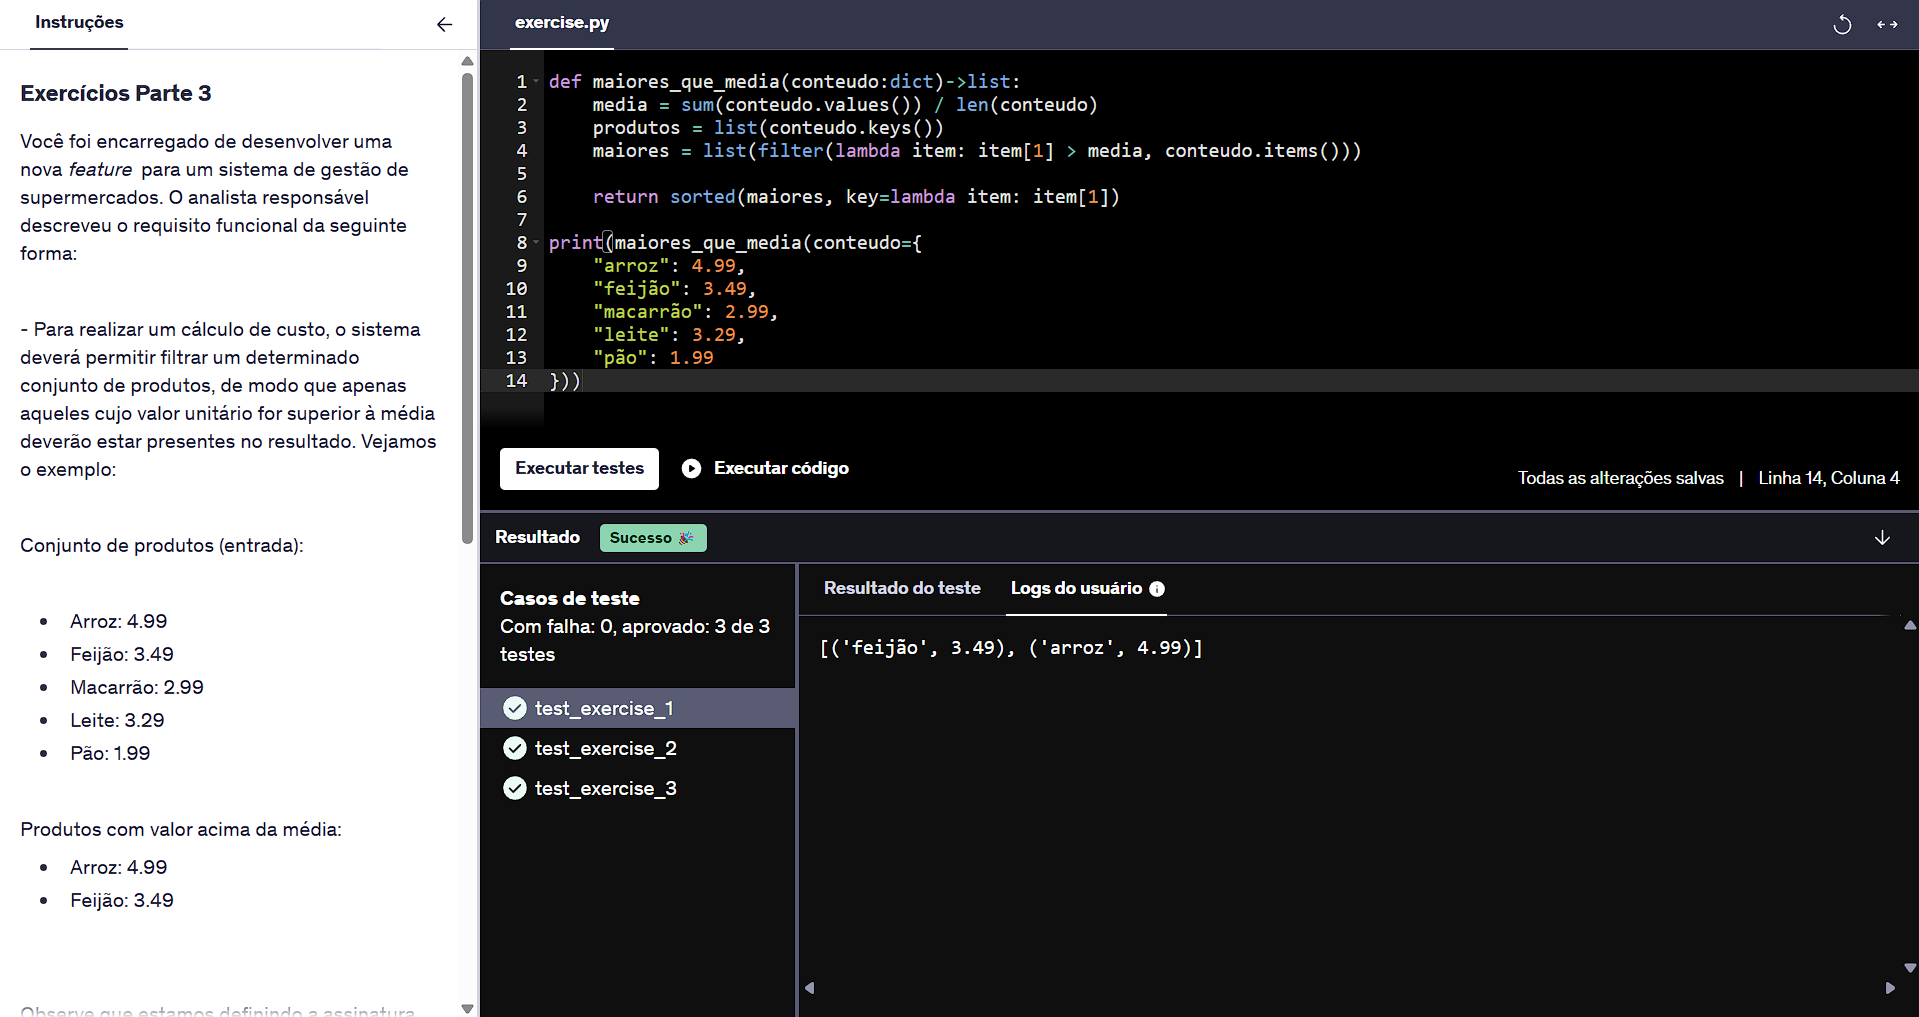 Instruções
Exercícios Parte 3
Você foi encarregado de desenvolver uma
nova feature para um sistema de gestão de
supermercados. O analista responsável
descreveu o requisito funcional da seguinte
forma:
- Para realizar um cálculo de custo, o sistema
deverá permitir filtrar um determinado
conjunto de produtos, de modo que apenas
aqueles cujo valor unitário for superior à média
deverão estar presentes no resultado. Vejamos
o exemplo:
Conjunto de produtos (entrada):
• Arroz: 4.99
• Feijão: 3.49
• Macarrão: 2.99
• Leite: 3.29
• Pão: 1.99
Produtos com valor acima da média:
• Arroz: 4.99
• Feijão: 3.49
Observe que estamos definindo a assinatura
exercise.py
1 def maiores_que_media(conteudo:dict)->list:
2     media = sum(conteudo.values()) / len(conteudo)
3     produtos = list(conteudo.keys())
4     maiores = list(filter(lambda item: item[1] > media, conteudo.items()))
5
6     return sorted(maiores, key=lambda item: item[1])
7
8 print(maiores_que_media(conteudo={
9     "arroz": 4.99,
10     "feijão": 3.49,
11     "macarrão": 2.99,
12     "leite": 3.29,
13     "pão": 1.99
14 }))
Executar testes
Executar código
Todas as alterações salvas | Linha 14, Coluna 4
Resultado
Sucesso 🎉
Casos de teste
Com falha: 0, aprovado: 3 de 3
testes
test_exercise_1
test_exercise_2
test_exercise_3
Resultado do teste
Logs do usuário
[('feijão', 3.49), ('arroz', 4.99)]